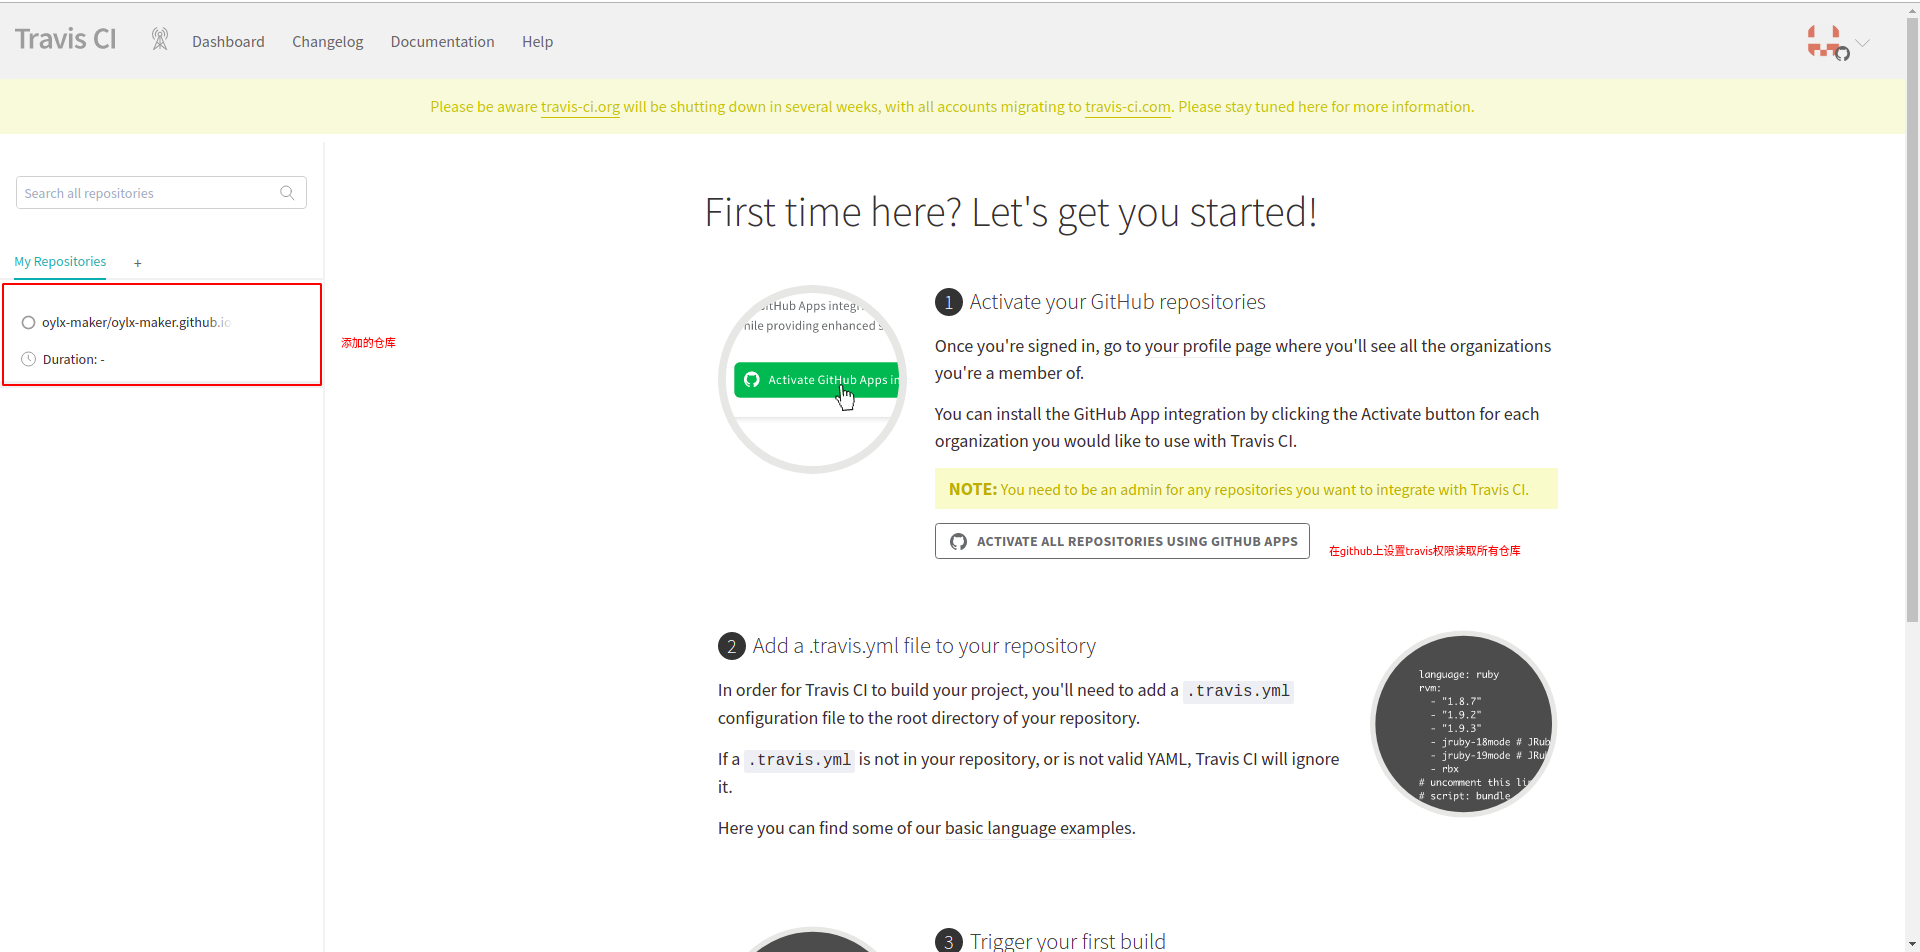 Travis CI
Dashboard
Changelog
Documentation
Help
Please be aware travis-ci.org will be shutting down in several weeks, with all accounts migrating to travis-ci.com. Please stay tuned here for more information.
Search all repositories
My Repositories +
oylx-maker/oylx-maker.github.io
Duration: -
添加的仓库
First time here? Let's get you started!
GitHub Apps integr
while providing enhanced s
Activate GitHub Apps in
1 Activate your GitHub repositories
Once you're signed in, go to your profile page where you'll see all the organizations
you're a member of.
You can install the GitHub App integration by clicking the Activate button for each
organization you would like to use with Travis CI.
NOTE: You need to be an admin for any repositories you want to integrate with Travis CI.
ACTIVATE ALL REPOSITORIES USING GITHUB APPS
在github上设置travis权限读取所有仓库
2 Add a .travis.yml file to your repository
In order for Travis CI to build your project, you'll need to add a .travis.yml
configuration file to the root directory of your repository.
If a .travis.yml is not in your repository, or is not valid YAML, Travis CI will ignore
it.
Here you can find some of our basic language examples.
language: ruby
rvm:
- "1.8.7"
- "1.9.2"
- "1.9.3"
- jruby-18mode # JRub
- jruby-19mode # JRu
- rbx
# uncomment this li
# script: bundle
3 Trigger your first build